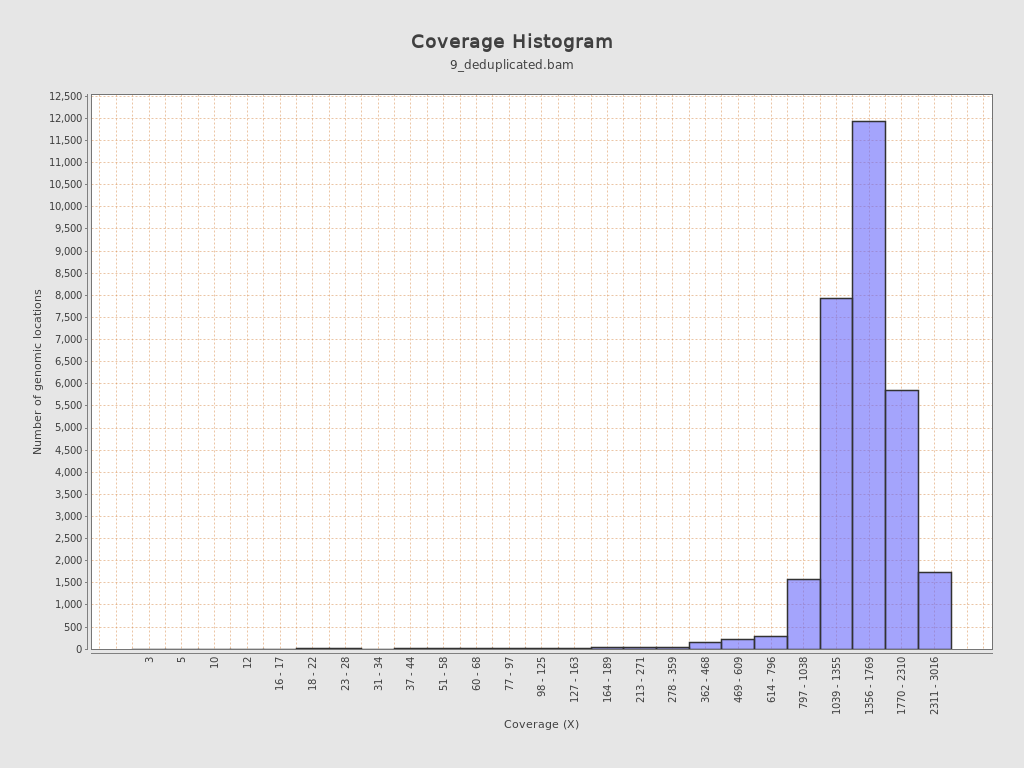 Coverage Histogram
9_deduplicated.bam
12,500
12,000
11,500
11,000
10,500
10,000
9,500
9,000
8,500
8,000
7,500
7,000
6,500
6,000
5,500
5,000
4,500
4,000
3,500
3,000
2,500
2,000
1,500
1,000
500
0
Number of genomic locations
3
5
10
12
16 - 17
18 - 22
23 - 28
31 - 34
37 - 44
51 - 58
60 - 68
77 - 97
98 - 125
127 - 163
164 - 189
213 - 271
278 - 359
362 - 468
469 - 609
614 - 796
797 - 1038
1039 - 1355
1356 - 1769
1770 - 2310
2311 - 3016
Coverage (X)